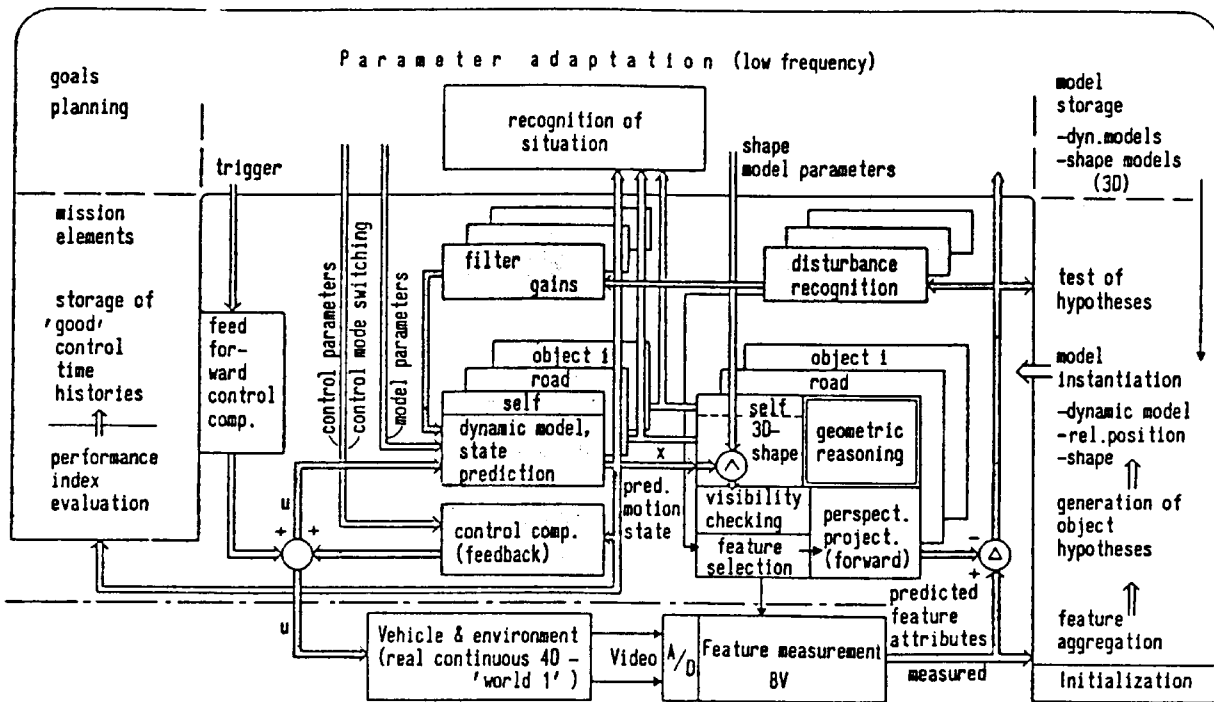 Parameter adaptation (low frequency)
goals
planning
recognition of
situation
model
storage
-dyn.models
-shape models
(3D)
trigger
shape
model parameters
mission
elements
storage of
'good'
control
time
histories
performance
index
evaluation
feed
for-
ward
control
comp.
control parameters
control mode switching
model parameters
filter
gains
disturbance
recognition
test of
hypotheses
object i
road
self
dynamic model,
state
prediction
object i
road
self
3D-
shape
geometric
reasoning
model
instantiation
-dynamic model
-rel.position
-shape
x
^
pred.
motion
state
visibility
checking
feature
selection
perspect.
project.
(forward)
generation of
object
hypotheses
u
+ +
control comp.
(feedback)
-
Δ
+
predicted
feature
attributes
feature
aggregation
u
Vehicle & environment
(real continuous 4D -
'world 1')
Video
A/D
Feature measurement
BV
measured
Initialization